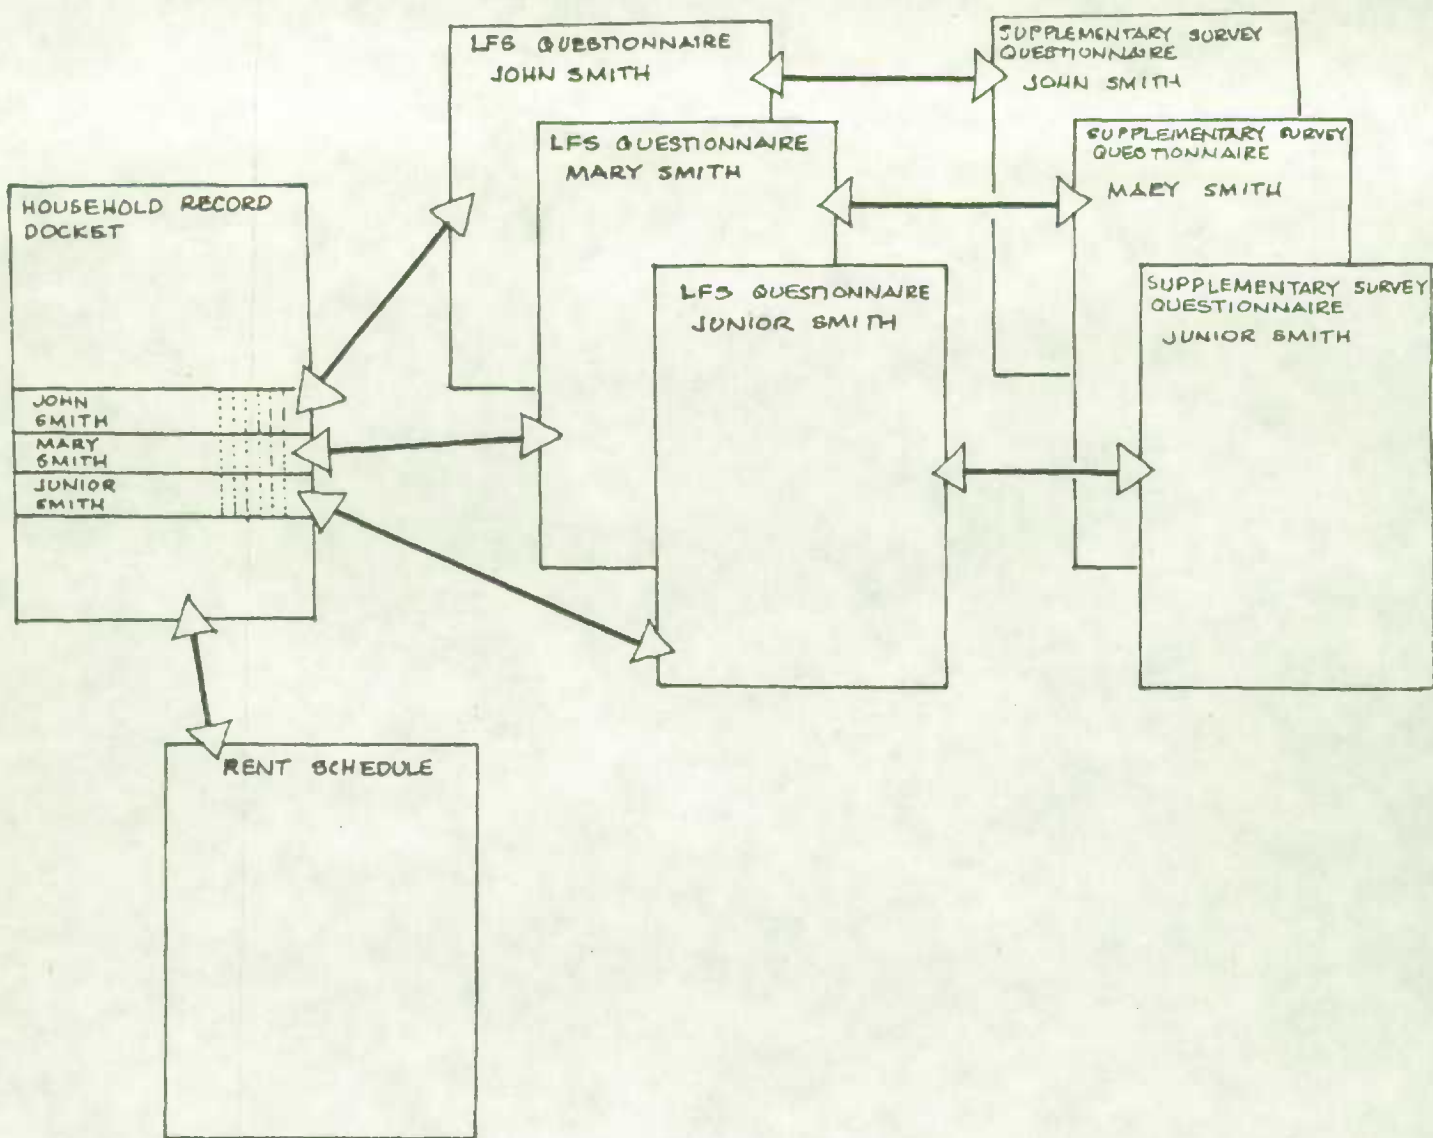 LFS QUESTIONNAIRE
JOHN SMITH
SUPPLEMENTARY SURVEY
QUESTIONNAIRE
JOHN SMITH
LFS QUESTIONNAIRE
MARY SMITH
SUPPLEMENTARY SURVEY
QUESTIONNAIRE
MARY SMITH
HOUSEHOLD RECORD
DOCKET
LFS QUESTIONNAIRE
JUNIOR SMITH
SUPPLEMENTARY SURVEY
QUESTIONNAIRE
JUNIOR SMITH
JOHN
SMITH
MARY
SMITH
JUNIOR
SMITH
RENT SCHEDULE